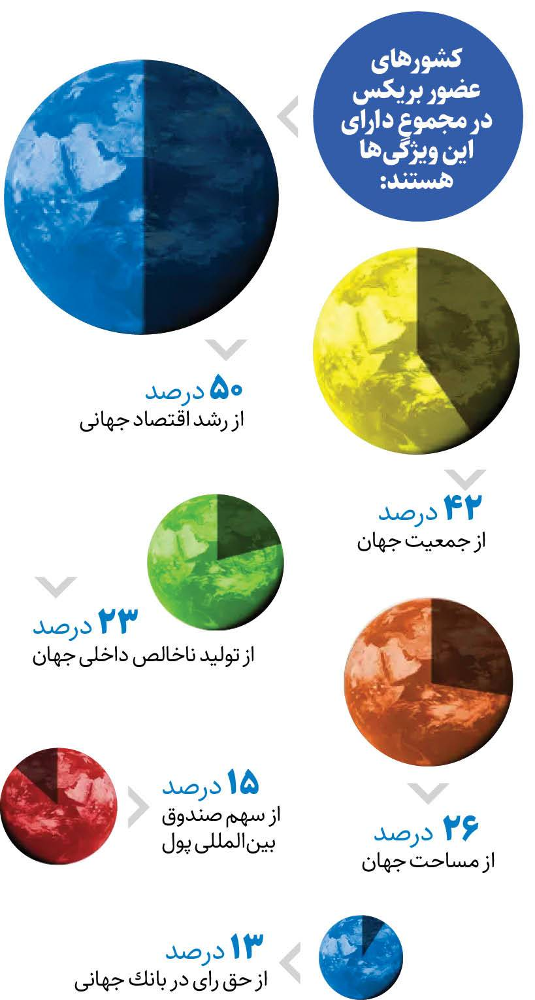 کشورهای
عضور بریکس
در مجموع دارای
این ویژگی‌ها
هستند:
۵۰ درصد
از رشد اقتصاد جهانی
۴۲ درصد
از جمعیت جهان
۲۳ درصد
از تولید ناخالص داخلی جهان
۲۶ درصد
از مساحت جهان
۱۵ درصد
از سهم صندوق
بین‌المللی پول
۱۳ درصد
از حق رای در بانك جهانی